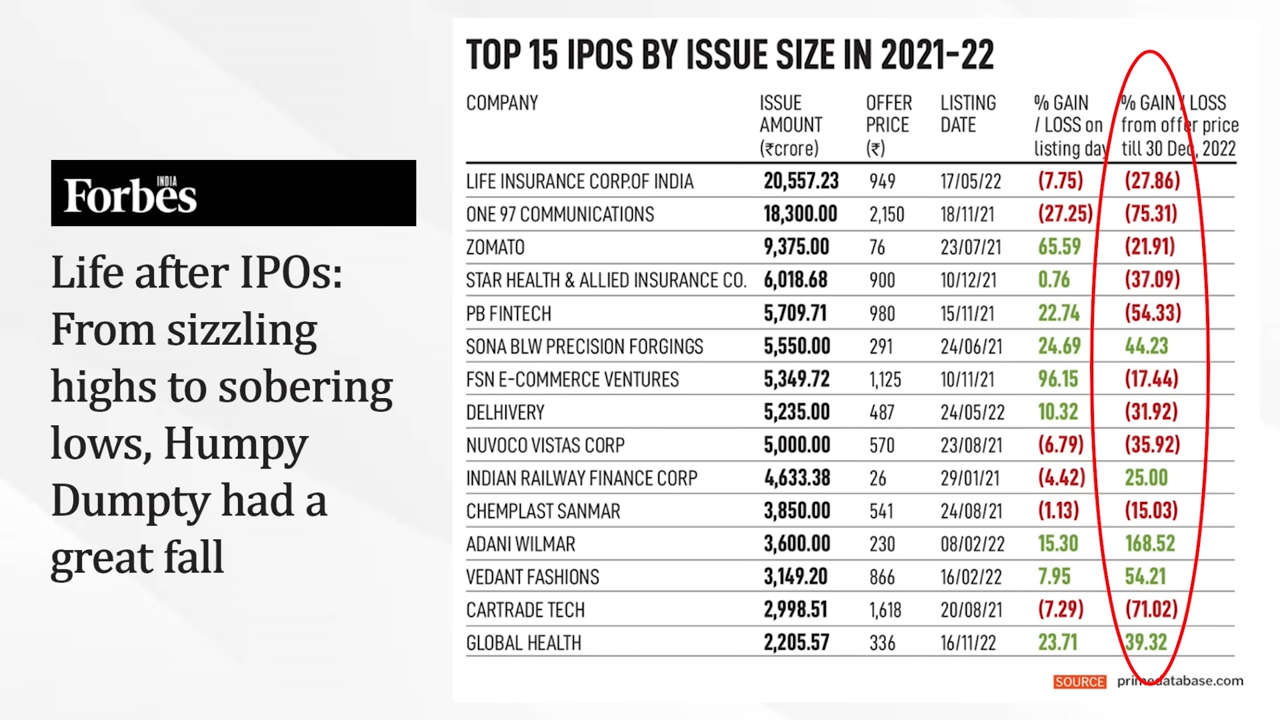 Forbes
INDIA
Life after IPOs:
From sizzling
highs to sobering
lows, Humpy
Dumpty had a
great fall
TOP 15 IPOS BY ISSUE SIZE IN 2021-22
COMPANY ISSUE AMOUNT (₹crore) OFFER PRICE (₹) LISTING DATE % GAIN / LOSS on listing day % GAIN / LOSS from offer price till 30 Dec, 2022
LIFE INSURANCE CORP.OF INDIA 20,557.23 949 17/05/22 (7.75) (27.86)
ONE 97 COMMUNICATIONS 18,300.00 2,150 18/11/21 (27.25) (75.31)
ZOMATO 9,375.00 76 23/07/21 65.59 (21.91)
STAR HEALTH & ALLIED INSURANCE CO. 6,018.68 900 10/12/21 0.76 (37.09)
PB FINTECH 5,709.71 980 15/11/21 22.74 (54.33)
SONA BLW PRECISION FORGINGS 5,550.00 291 24/06/21 24.69 44.23
FSN E-COMMERCE VENTURES 5,349.72 1,125 10/11/21 96.15 (17.44)
DELHIVERY 5,235.00 487 24/05/22 10.32 (31.92)
NUVOCO VISTAS CORP 5,000.00 570 23/08/21 (6.79) (35.92)
INDIAN RAILWAY FINANCE CORP 4,633.38 26 29/01/21 (4.42) 25.00
CHEMPLAST SANMAR 3,850.00 541 24/08/21 (1.13) (15.03)
ADANI WILMAR 3,600.00 230 08/02/22 15.30 168.52
VEDANT FASHIONS 3,149.20 866 16/02/22 7.95 54.21
CARTRADE TECH 2,998.51 1,618 20/08/21 (7.29) (71.02)
GLOBAL HEALTH 2,205.57 336 16/11/22 23.71 39.32
SOURCE primedatabase.com